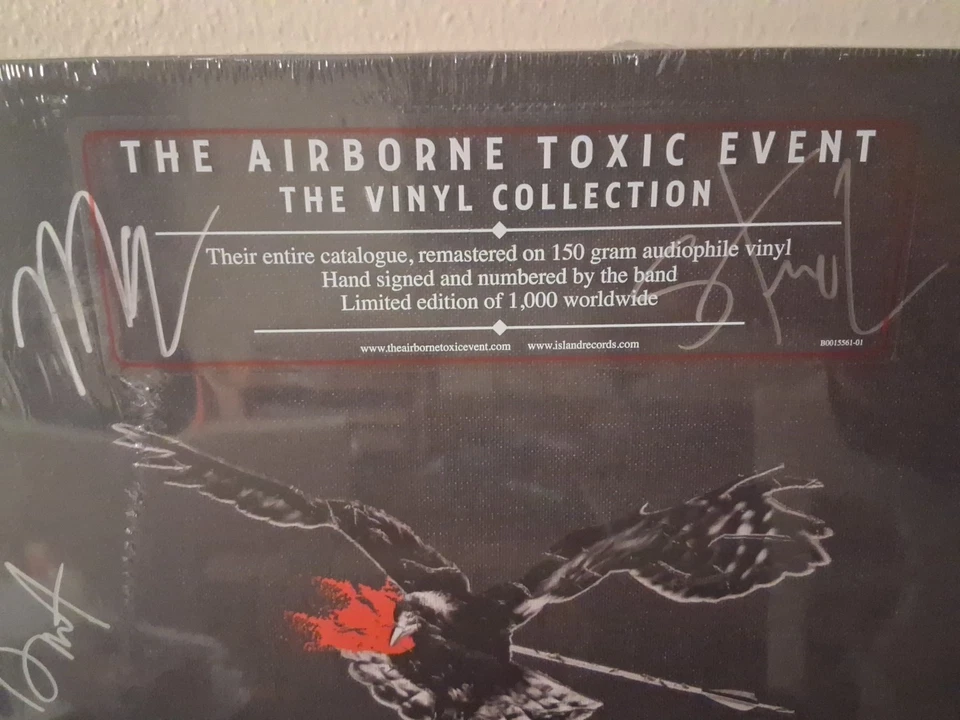 THE AIRBORNE TOXIC EVENT
THE VINYL COLLECTION
Their entire catalogue, remastered on 150 gram audiophile vinyl
Hand signed and numbered by the band
Limited edition of 1,000 worldwide
www.theairbornetoxicevent.com www.islandrecords.com B0015561-01